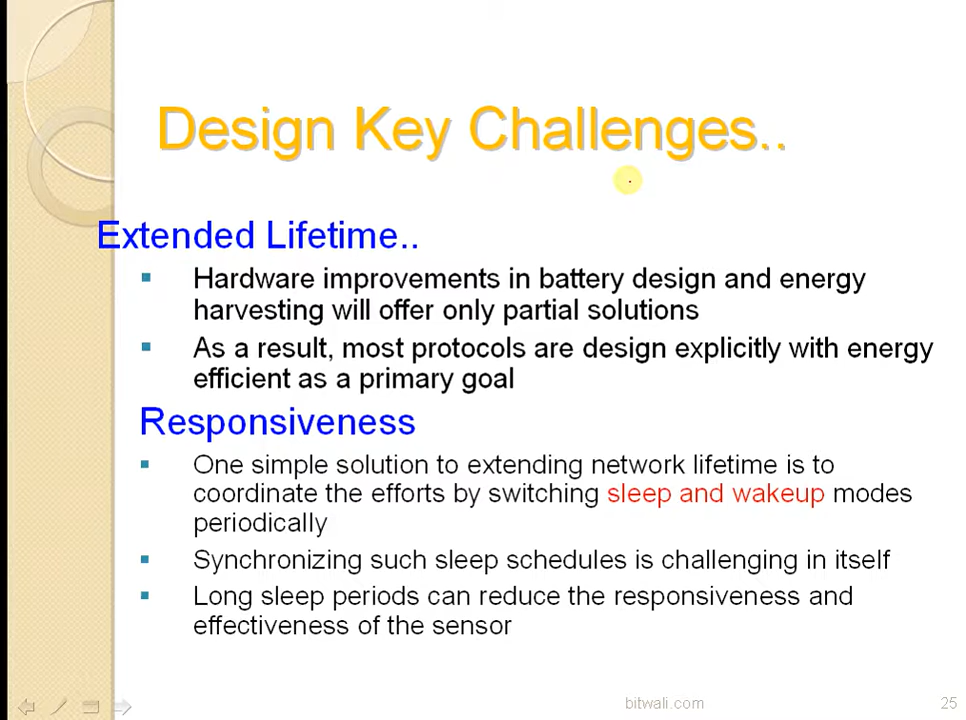 Design Key Challenges..
Extended Lifetime..
▪ Hardware improvements in battery design and energy
harvesting will offer only partial solutions
▪ As a result, most protocols are design explicitly with energy
efficient as a primary goal
Responsiveness
▪ One simple solution to extending network lifetime is to
coordinate the efforts by switching sleep and wakeup modes
periodically
▪ Synchronizing such sleep schedules is challenging in itself
▪ Long sleep periods can reduce the responsiveness and
effectiveness of the sensor
bitwali.com 25